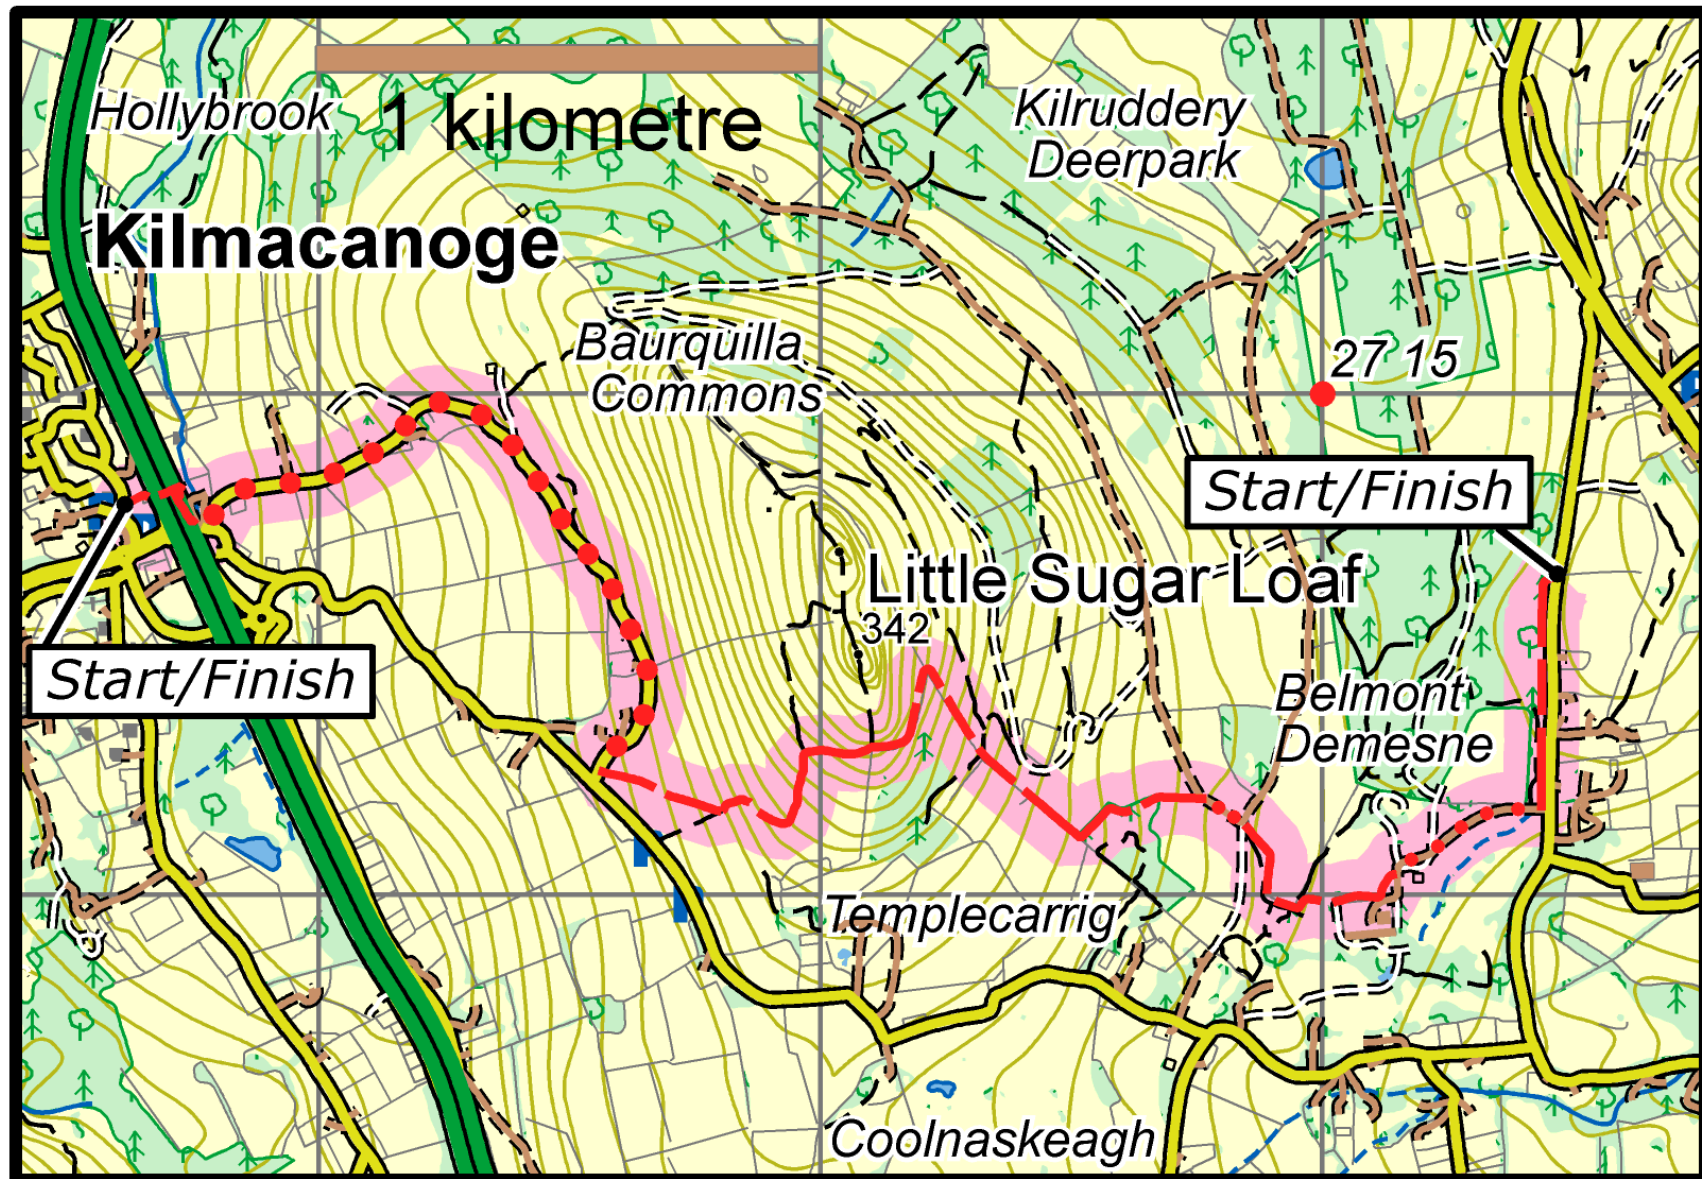 Hollybrook
1 kilometre
Kilruddery
Deerpark
Kilmacanoge
Baurquilla
Commons
27 15
Start/Finish
Little Sugar Loaf
342
Start/Finish
Belmont
Demesne
Templecarrig
Coolnaskeagh